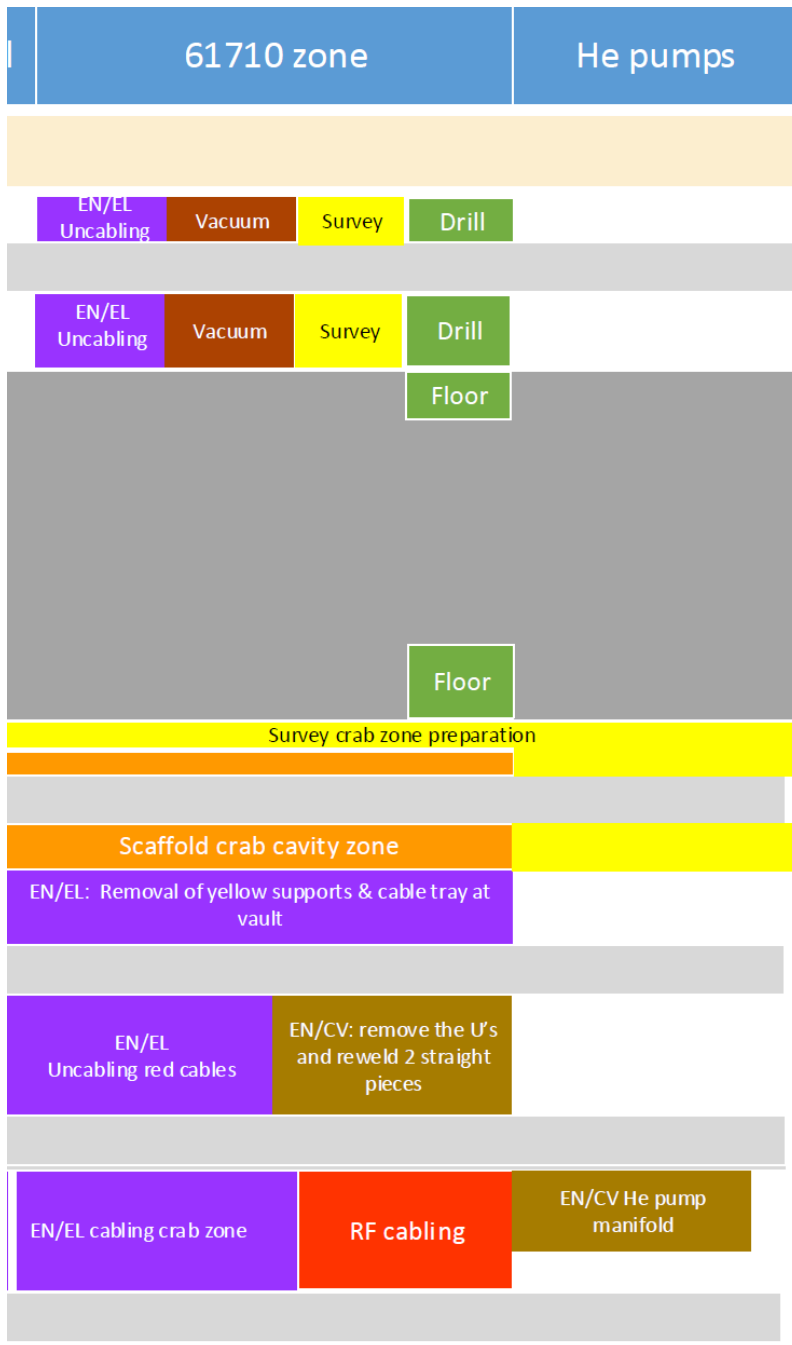 61710 zone
He pumps
EN/EL
Uncabling
Vacuum
Survey
Drill
EN/EL
Uncabling
Vacuum
Survey
Drill
Floor
Floor
Survey crab zone preparation
Scaffold crab cavity zone
EN/EL:  Removal of yellow supports & cable tray at
vault
EN/EL
Uncabling red cables
EN/CV: remove the U’s
and reweld 2 straight
pieces
EN/EL cabling crab zone
RF cabling
EN/CV He pump
manifold